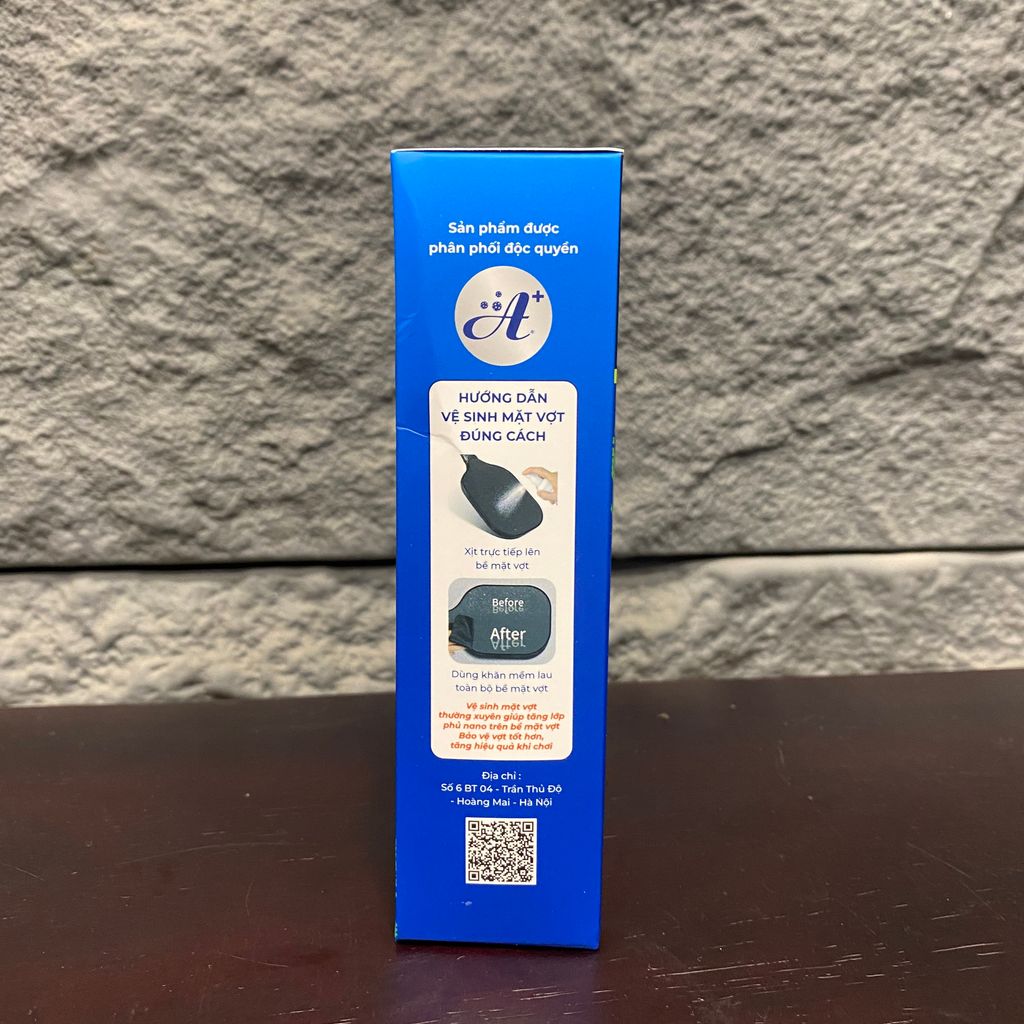 Sản phẩm được
phân phối độc quyền
A+
HƯỚNG DẪN
VỆ SINH MẶT VỢT
ĐÚNG CÁCH
Xịt trực tiếp lên
bề mặt vợt
Before
Before
After
After
Dùng khăn mềm lau
toàn bộ bề mặt vợt
Vệ sinh mặt vợt
thường xuyên giúp tăng lớp
phủ nano trên bề mặt vợt
Bảo vệ vợt tốt hơn,
tăng hiệu quả khi chơi
Địa chỉ :
Số 6 BT 04 - Trần Thủ Độ
- Hoàng Mai - Hà Nội